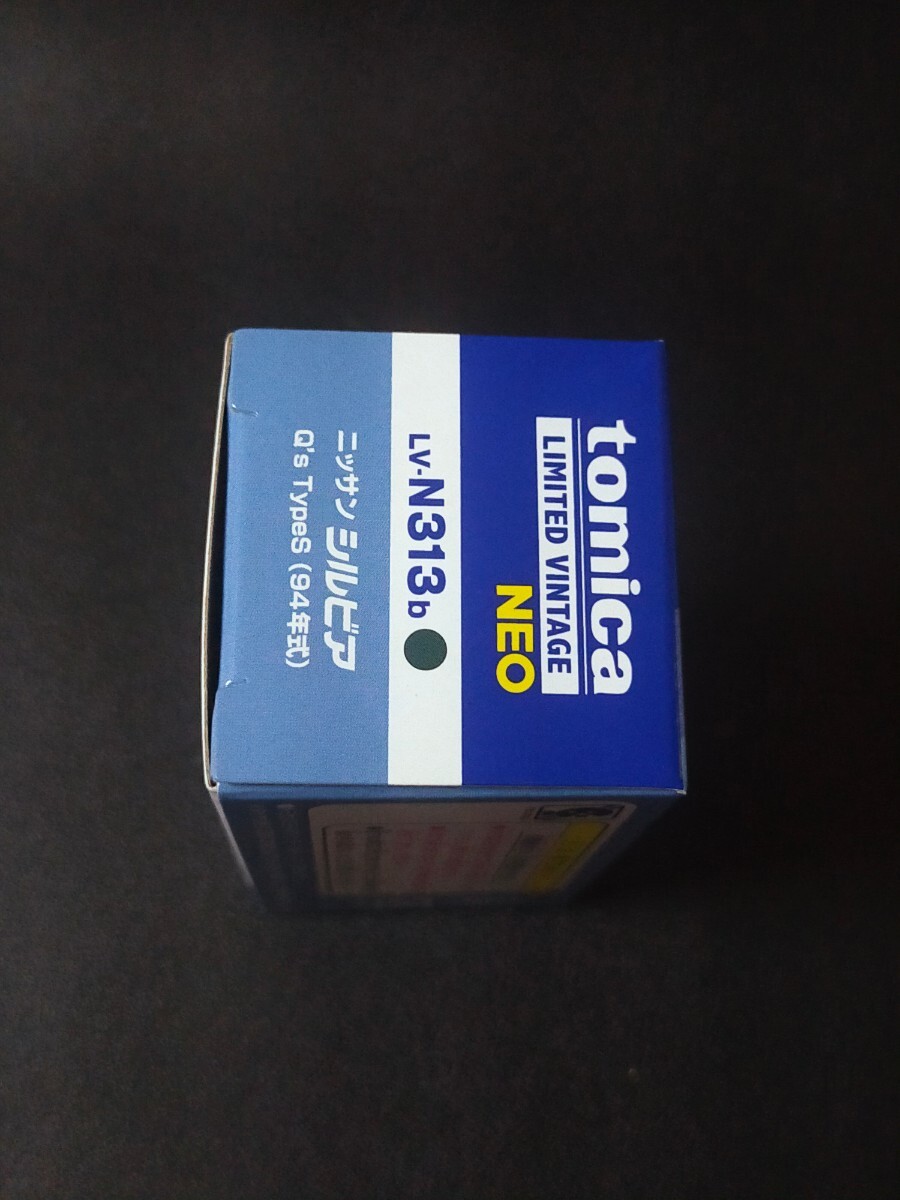 tomica
LIMITED VINTAGE
NEO
LV-N313b
ニッサン シルビア
Q's TypeS (94年式)